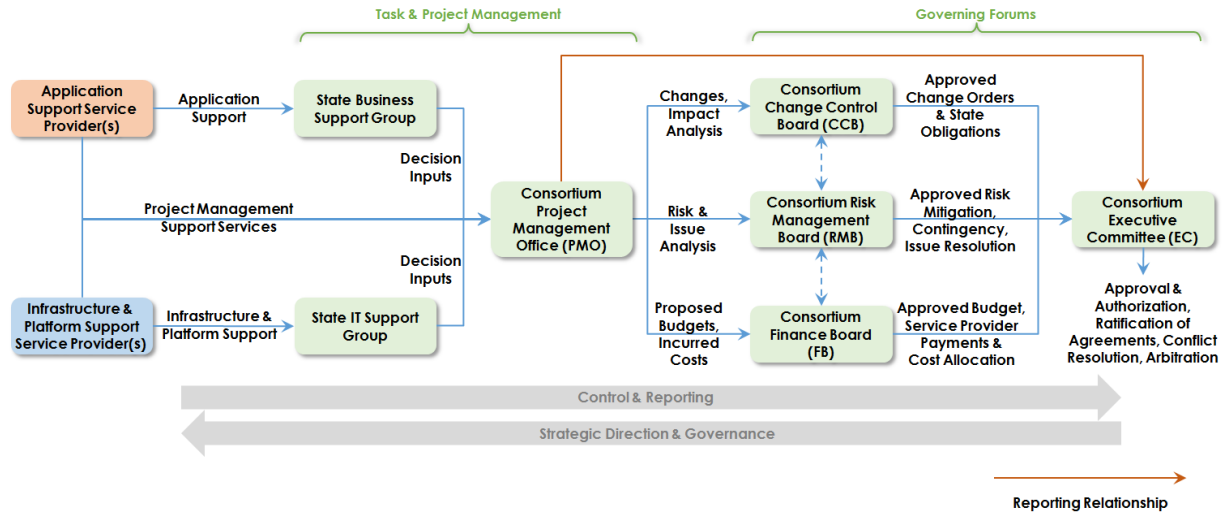 Task & Project Management
Governing Forums
Application
Support Service
Provider(s)
Application
Support
State Business
Support Group
Decision
Inputs
Project Management
Support Services
Consortium
Project
Management
Office (PMO)
Decision
Inputs
Infrastructure &
Platform Support
Service Provider(s)
Infrastructure &
Platform Support
State IT Support
Group
Changes,
Impact
Analysis
Consortium
Change Control
Board (CCB)
Approved
Change Orders
& State
Obligations
Risk &
Issue
Analysis
Consortium Risk
Management
Board (RMB)
Approved Risk
Mitigation,
Contingency,
Issue Resolution
Proposed
Budgets,
Incurred
Costs
Consortium
Finance Board
(FB)
Approved Budget,
Service Provider
Payments &
Cost Allocation
Consortium
Executive
Committee (EC)
Approval &
Authorization,
Ratification of
Agreements, Conflict
Resolution, Arbitration
Control & Reporting
Strategic Direction & Governance
Reporting Relationship